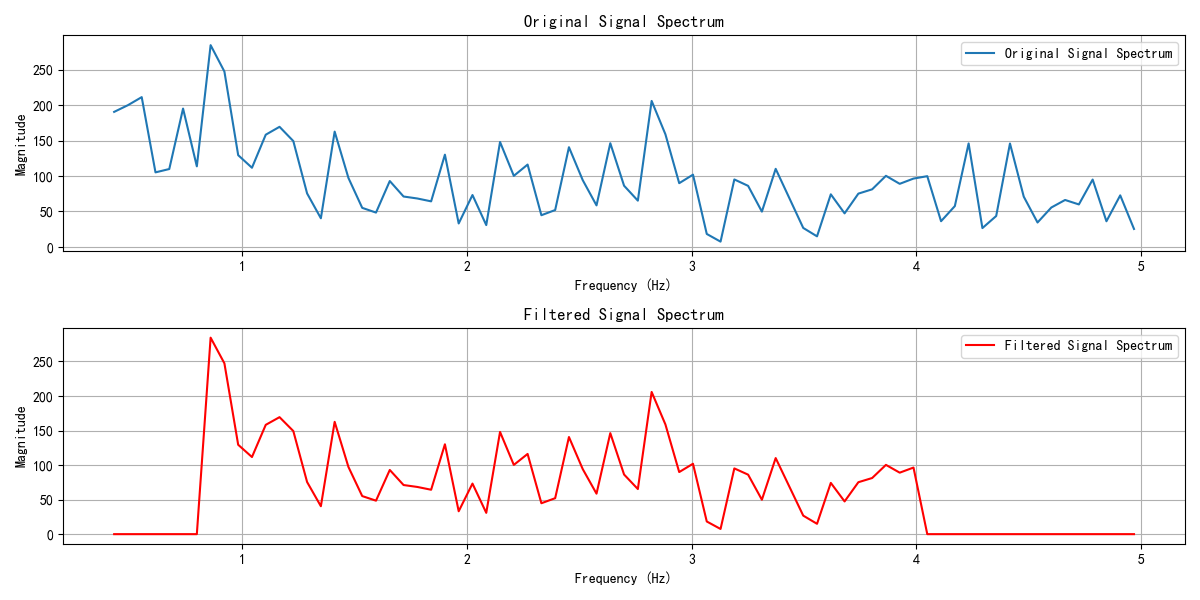 Original Signal Spectrum
Original Signal Spectrum
250
200
150
100
50
0
Magnitude
1 2 3 4 5
Frequency (Hz)
Filtered Signal Spectrum
Filtered Signal Spectrum
250
200
150
100
50
0
Magnitude
1 2 3 4 5
Frequency (Hz)